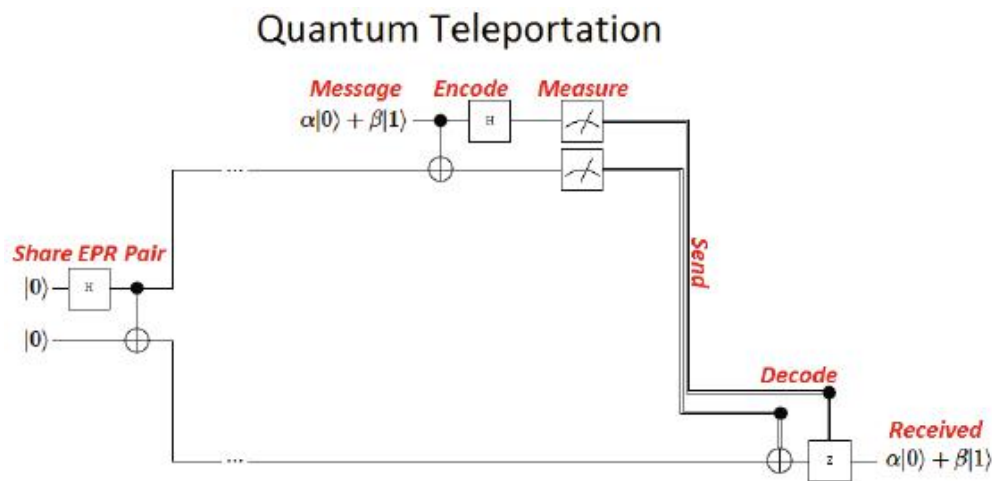 Quantum Teleportation
Message Encode Measure
α|0⟩ + β|1⟩
H
...
Share EPR Pair
Send
|0⟩
H
|0⟩
Decode
Received
...
Z
α|0⟩ + β|1⟩